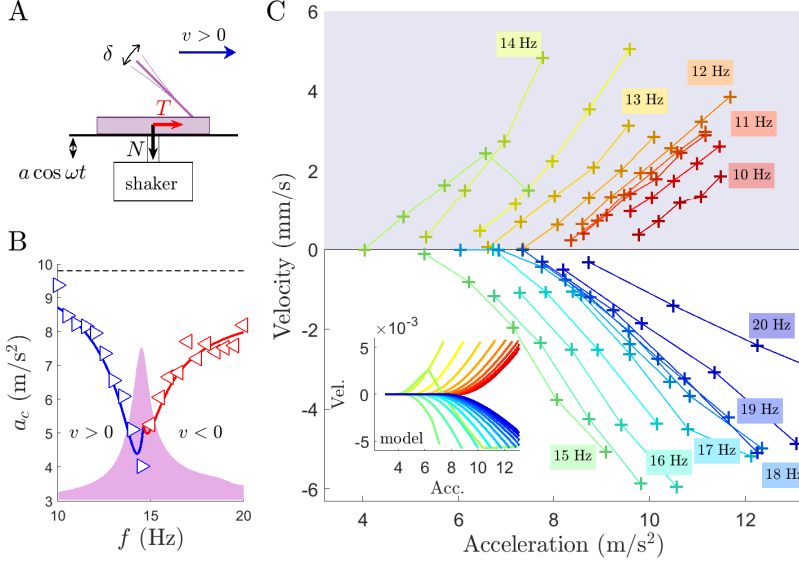 A
δ
v > 0
T
N
a cos ωt
shaker
B
10
9
8
7
6
5
4
3
a_c (m/s²)
v > 0
v < 0
10
15
20
f (Hz)
C
6
4
2
0
-2
-4
-6
Velocity (mm/s)
14 Hz
13 Hz
12 Hz
11 Hz
10 Hz
20 Hz
19 Hz
18 Hz
17 Hz
16 Hz
15 Hz
×10⁻³
5
0
-5
Vel.
model
4
6
8
10
12
Acc.
4
6
8
10
12
Acceleration (m/s²)